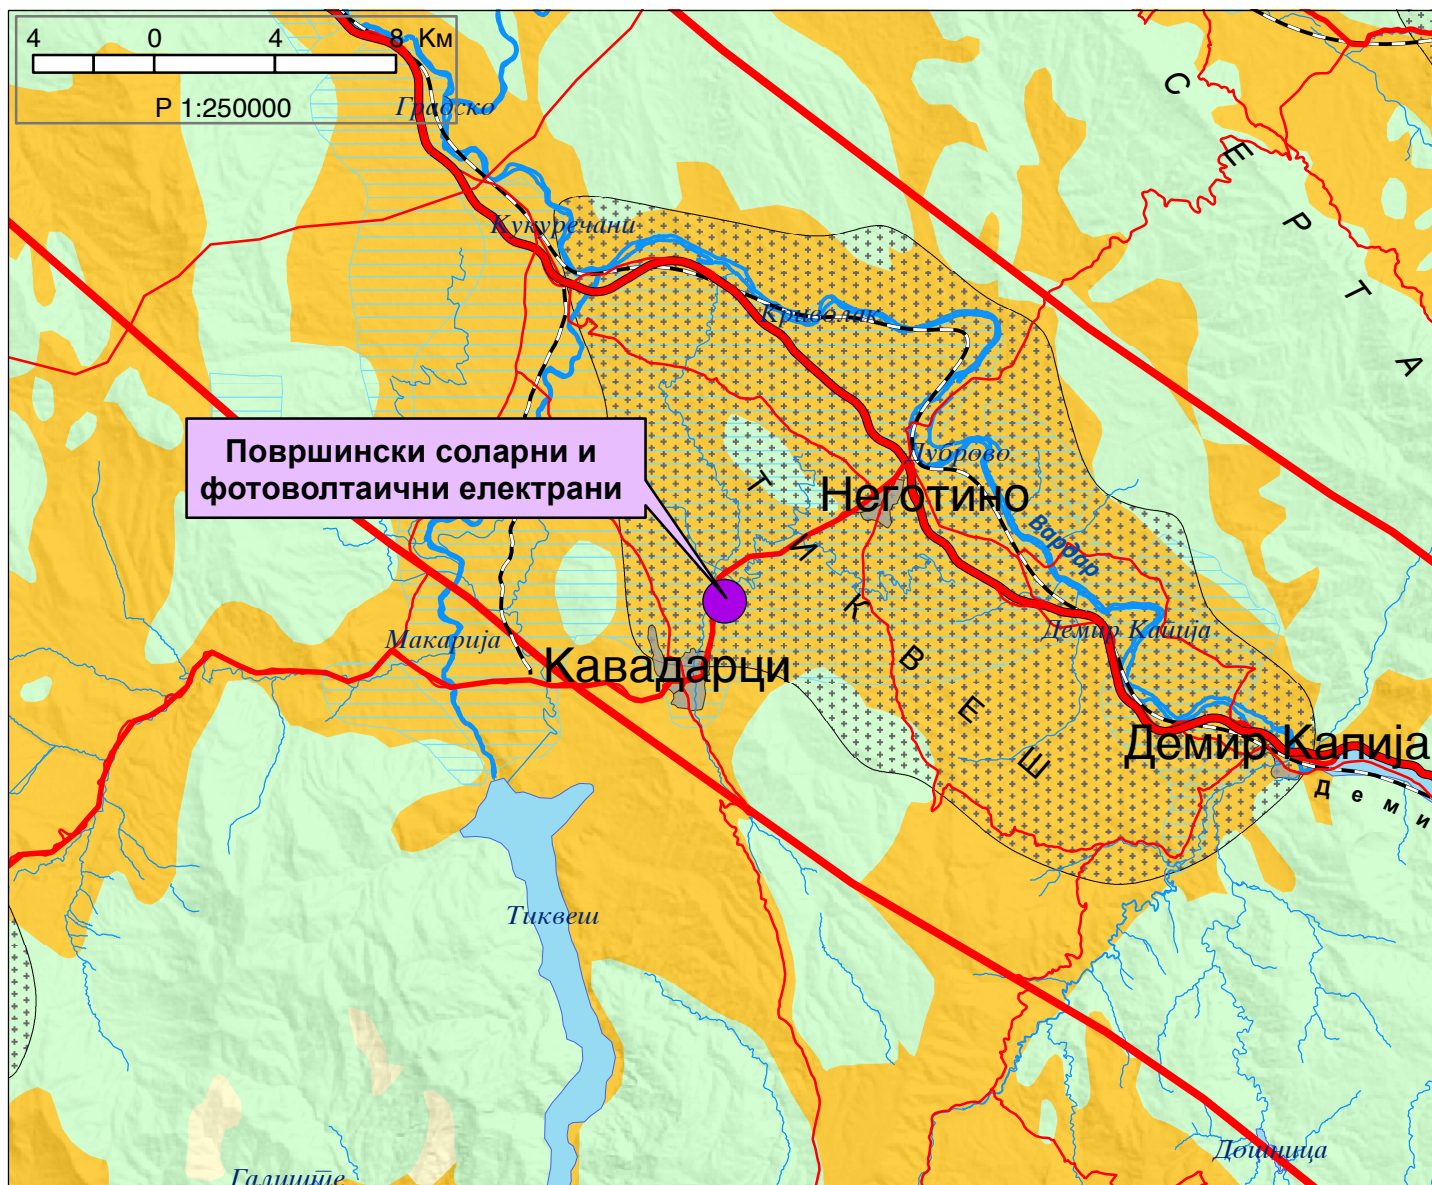 4 0 4 8 Км
Р 1:250000
Градско
С
Е
Р
Т
А
Кукуречани
Криволак
Површински соларни и
фотоволтаични електрани
Дуброво
Т
И
К
В
Е
Ш
Неготино
Вардар
Демир Капија
Макарија
Кавадарци
Демир Капија
Д е м и
Тиквеш
Дошница
Галиште